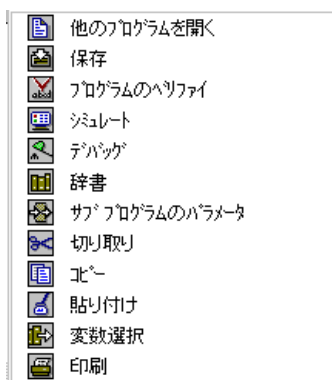 他のﾌﾟﾛｸﾞﾗﾑを開く
保存
ﾌﾟﾛｸﾞﾗﾑのﾍﾞﾘﾌｧｲ
ｼﾐｭﾚｰﾄ
ﾃﾞﾊﾞｯｸﾞ
辞書
ｻﾌﾞﾌﾟﾛｸﾞﾗﾑのﾊﾟﾗﾒｰﾀ
切り取り
ｺﾋﾟｰ
貼り付け
変数選択
印刷